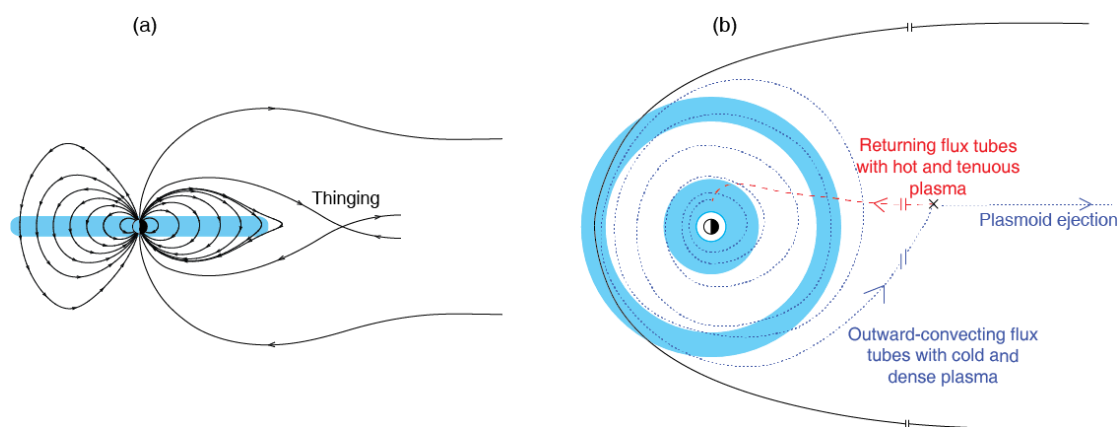 (a)
(b)
Thinging
Returning flux tubes
with hot and tenuous
plasma
Plasmoid ejection
Outward-convecting flux
tubes with cold and
dense plasma